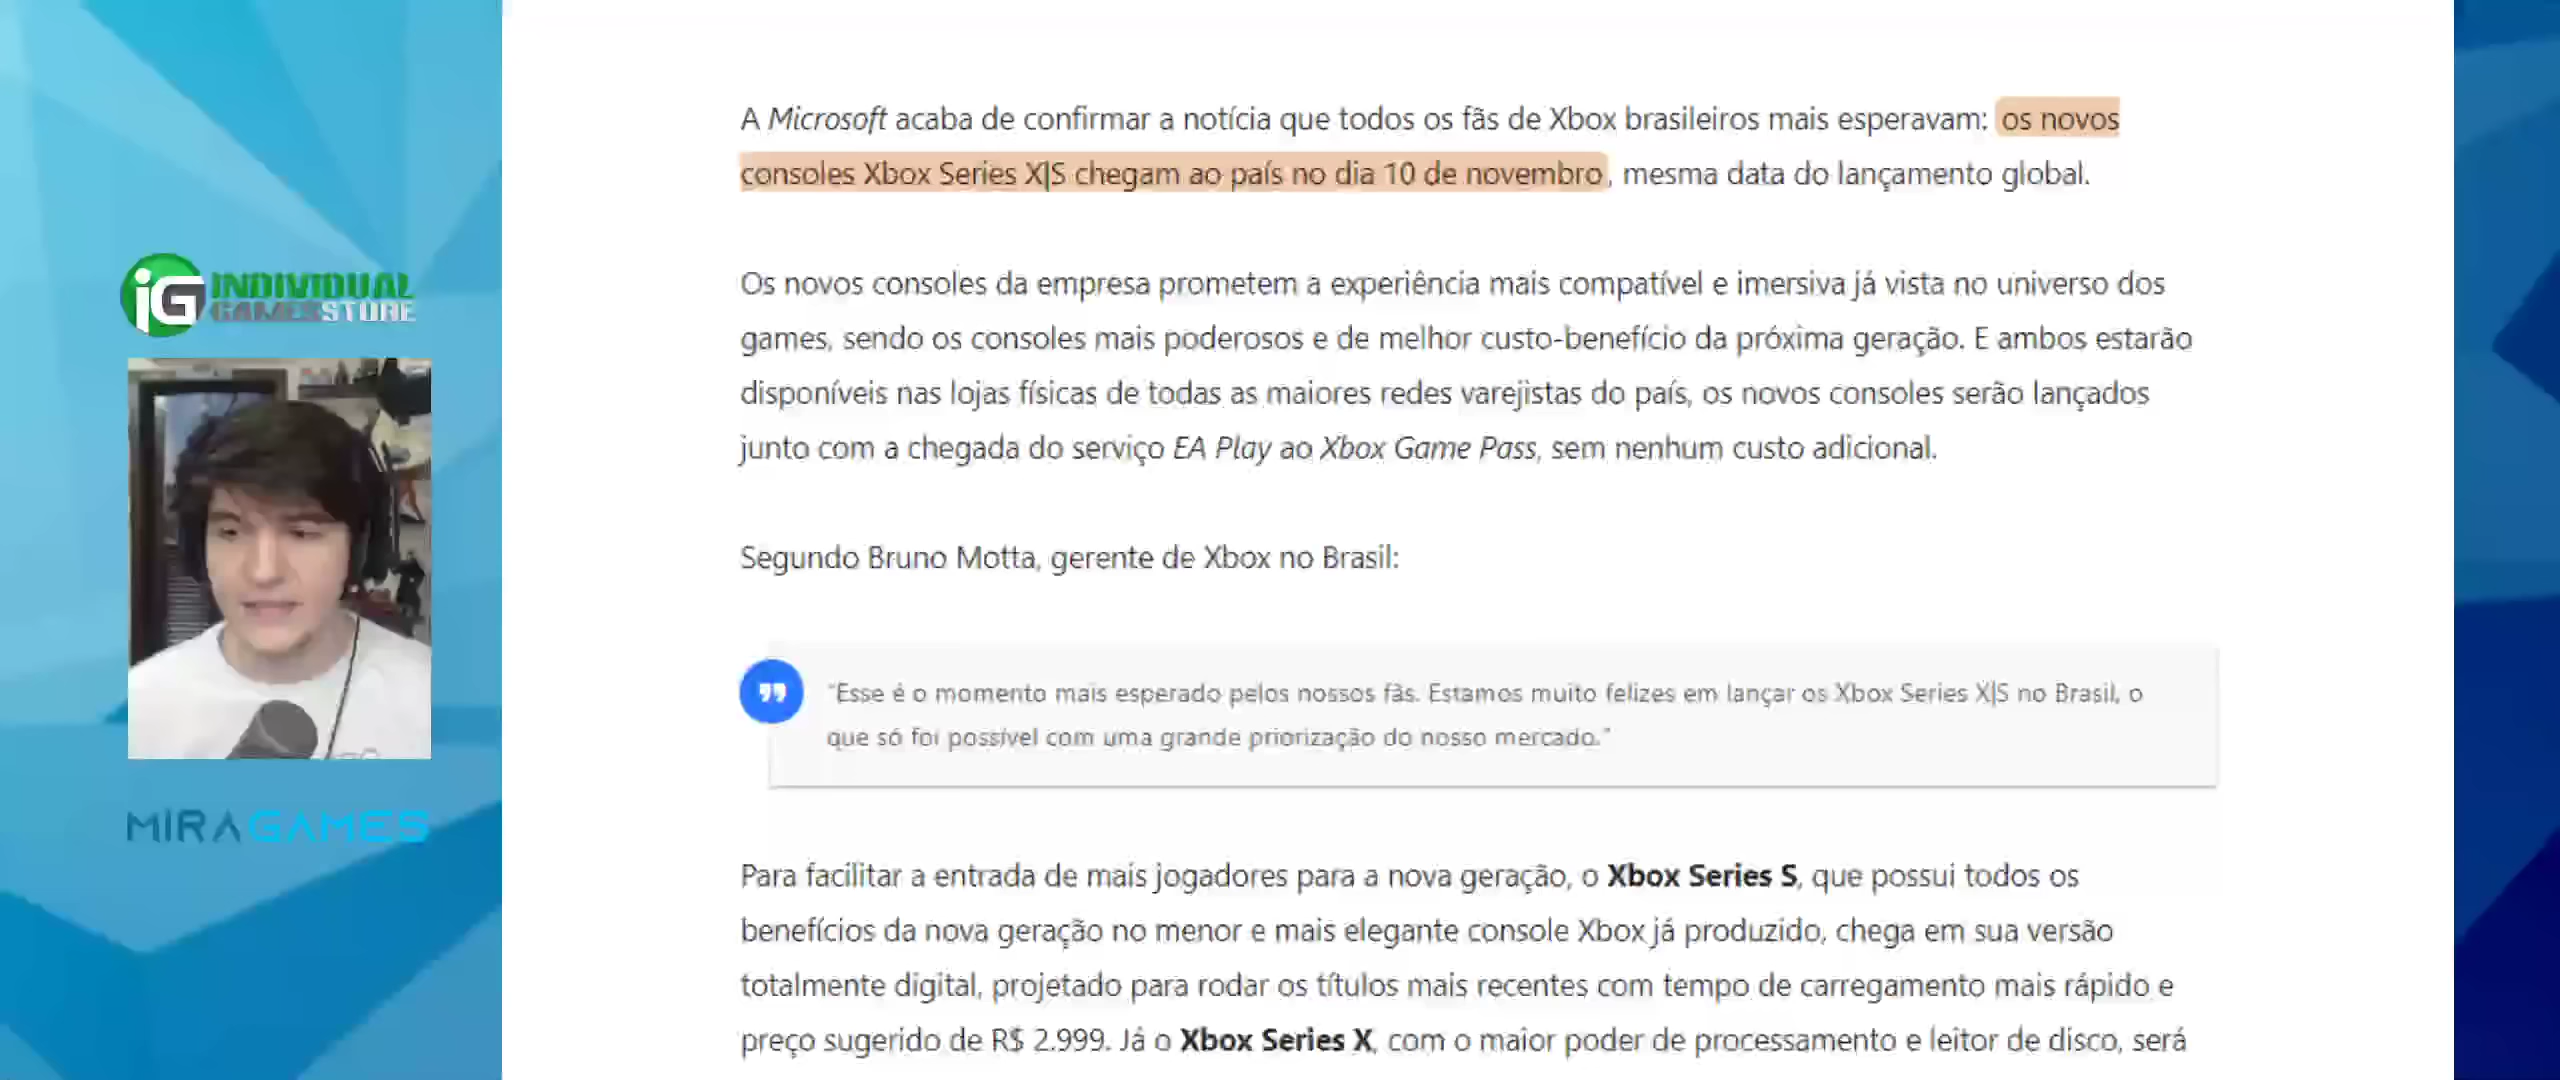 A Microsoft acaba de confirmar a notícia que todos os fãs de Xbox brasileiros mais esperavam: os novos
consoles Xbox Series X|S chegam ao país no dia 10 de novembro, mesma data do lançamento global.
Os novos consoles da empresa prometem a experiência mais compatível e imersiva já vista no universo dos
games, sendo os consoles mais poderosos e de melhor custo-benefício da próxima geração. E ambos estarão
disponíveis nas lojas físicas de todas as maiores redes varejistas do país, os novos consoles serão lançados
junto com a chegada do serviço EA Play ao Xbox Game Pass, sem nenhum custo adicional.
Segundo Bruno Motta, gerente de Xbox no Brasil:
"Esse é o momento mais esperado pelos nossos fãs. Estamos muito felizes em lançar os Xbox Series X|S no Brasil, o
que só foi possível com uma grande priorização do nosso mercado."
Para facilitar a entrada de mais jogadores para a nova geração, o Xbox Series S, que possui todos os
benefícios da nova geração no menor e mais elegante console Xbox já produzido, chega em sua versão
totalmente digital, projetado para rodar os títulos mais recentes com tempo de carregamento mais rápido e
preço sugerido de R$ 2.999. Já o Xbox Series X, com o maior poder de processamento e leitor de disco, será
iG INDIVIDUAL
GAMES STORE
MIRAGAMES